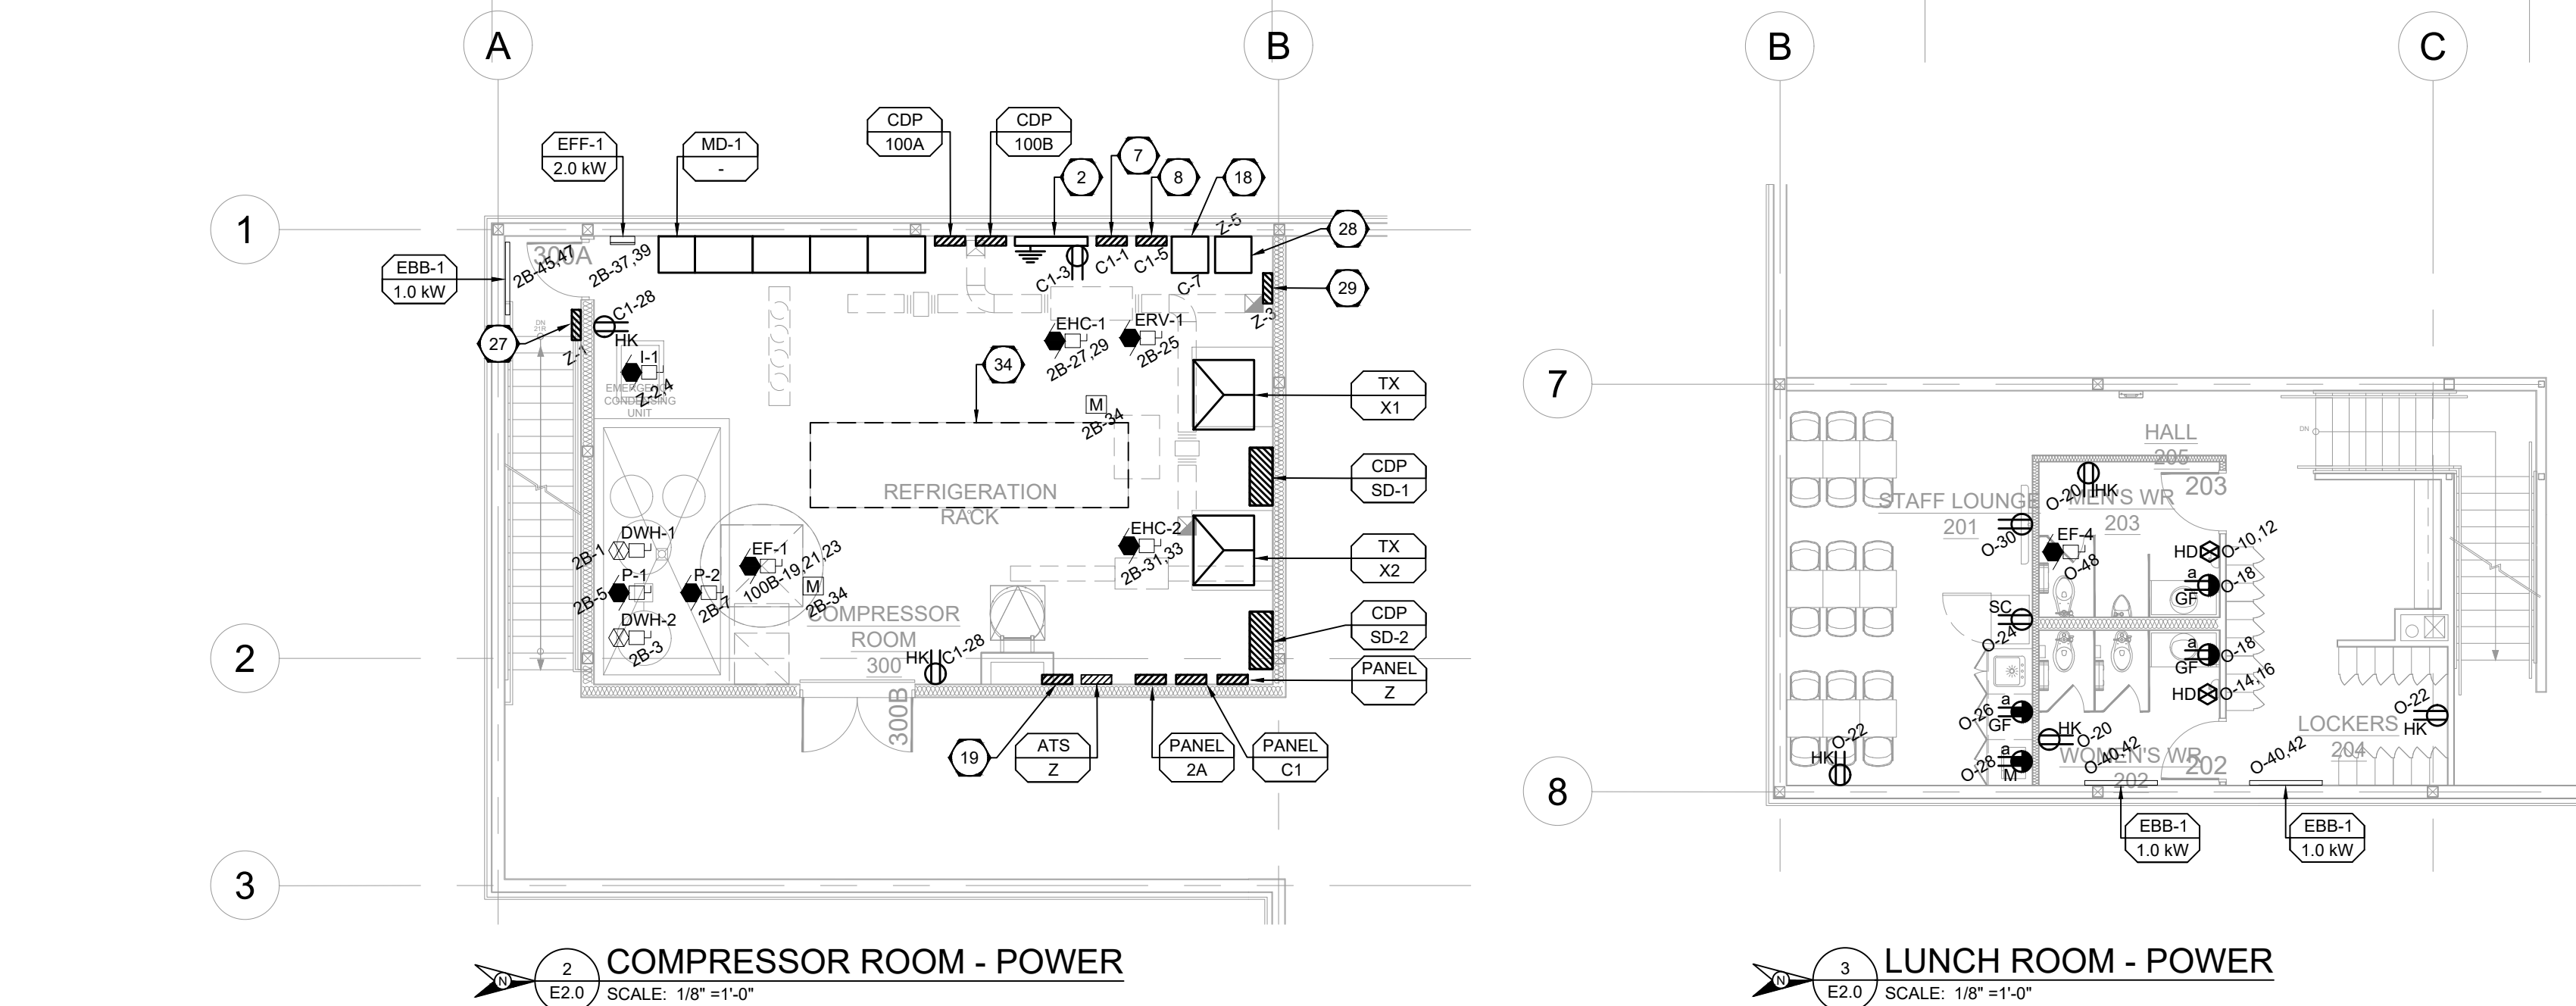 A
B
B
C
CDP
100A
CDP
100B
EFF-1
2.0 kW
MD-1
-
7
2
8
18
Z-5
28
1
300A
2B-45,47
2B-37,39
EBB-1
1.0 kW
C1-3
C1-1
C1-5
C-7
29
Z-3
C1-28
HK
27
Z-1
DN
21R
I-1
Z-2,4
EMERGENCY
CONDENSING
UNIT
EHC-1
2B-27,29
ERV-1
2B-25
34
M
2B-34
TX
X1
REFRIGERATION
RACK
CDP
SD-1
DWH-1
2B-1
EF-1
100B-19,21,23
EHC-2
2B-31,33
TX
X2
P-1
2B-5
P-2
2B-7
M
2B-34
DWH-2
2B-3
COMPRESSOR
ROOM
300
CDP
SD-2
2
HK
C1-28
PANEL
Z
300B
19
ATS
Z
PANEL
2A
PANEL
C1
3
2
E2.0
N
COMPRESSOR ROOM - POWER
SCALE: 1/8" =1'-0"
7
HALL
205
DN
STAFF LOUNGE
201
O-20
HK
MEN'S WR
203
203
O-30
EF-4
O-48
HD
O-10,12
a
GF
O-18
SC
O-24
a
GF
O-18
HD
O-14,16
a
O-26
GF
HK
O-20
LOCKERS
204
O-22
HK
O-22
HK
a
O-28
M
WOMEN'S WR
202
202
O-40,42
O-40,42
8
EBB-1
1.0 kW
EBB-1
1.0 kW
3
E2.0
N
LUNCH ROOM - POWER
SCALE: 1/8" =1'-0"